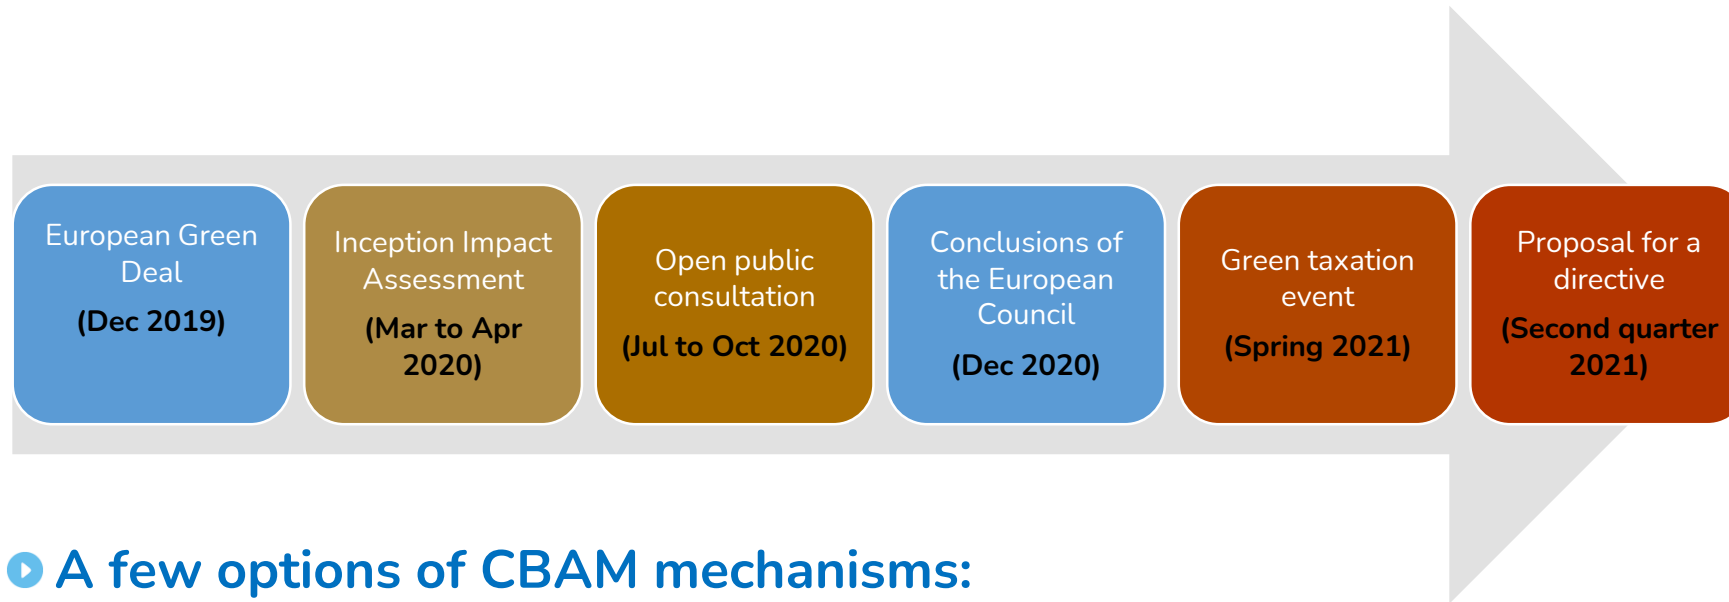 European Green
Deal
(Dec 2019)
Inception Impact
Assessment
(Mar to Apr
2020)
Open public
consultation
(Jul to Oct 2020)
Conclusions of
the European
Council
(Dec 2020)
Green taxation
event
(Spring 2021)
Proposal for a
directive
(Second quarter
2021)
A few options of CBAM mechanisms: